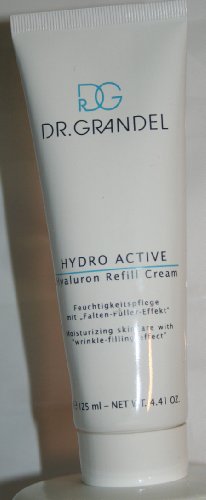 DRG
DR.GRANDEL
HYDRO ACTIVE
Hyaluron Refill Cream
Feuchtigkeitspflege
mit „Falten-Füller-Effekt"
Moisturizing skin care with
"wrinkle-filling effect"
125 ml - NET WT. 4.41 OZ.